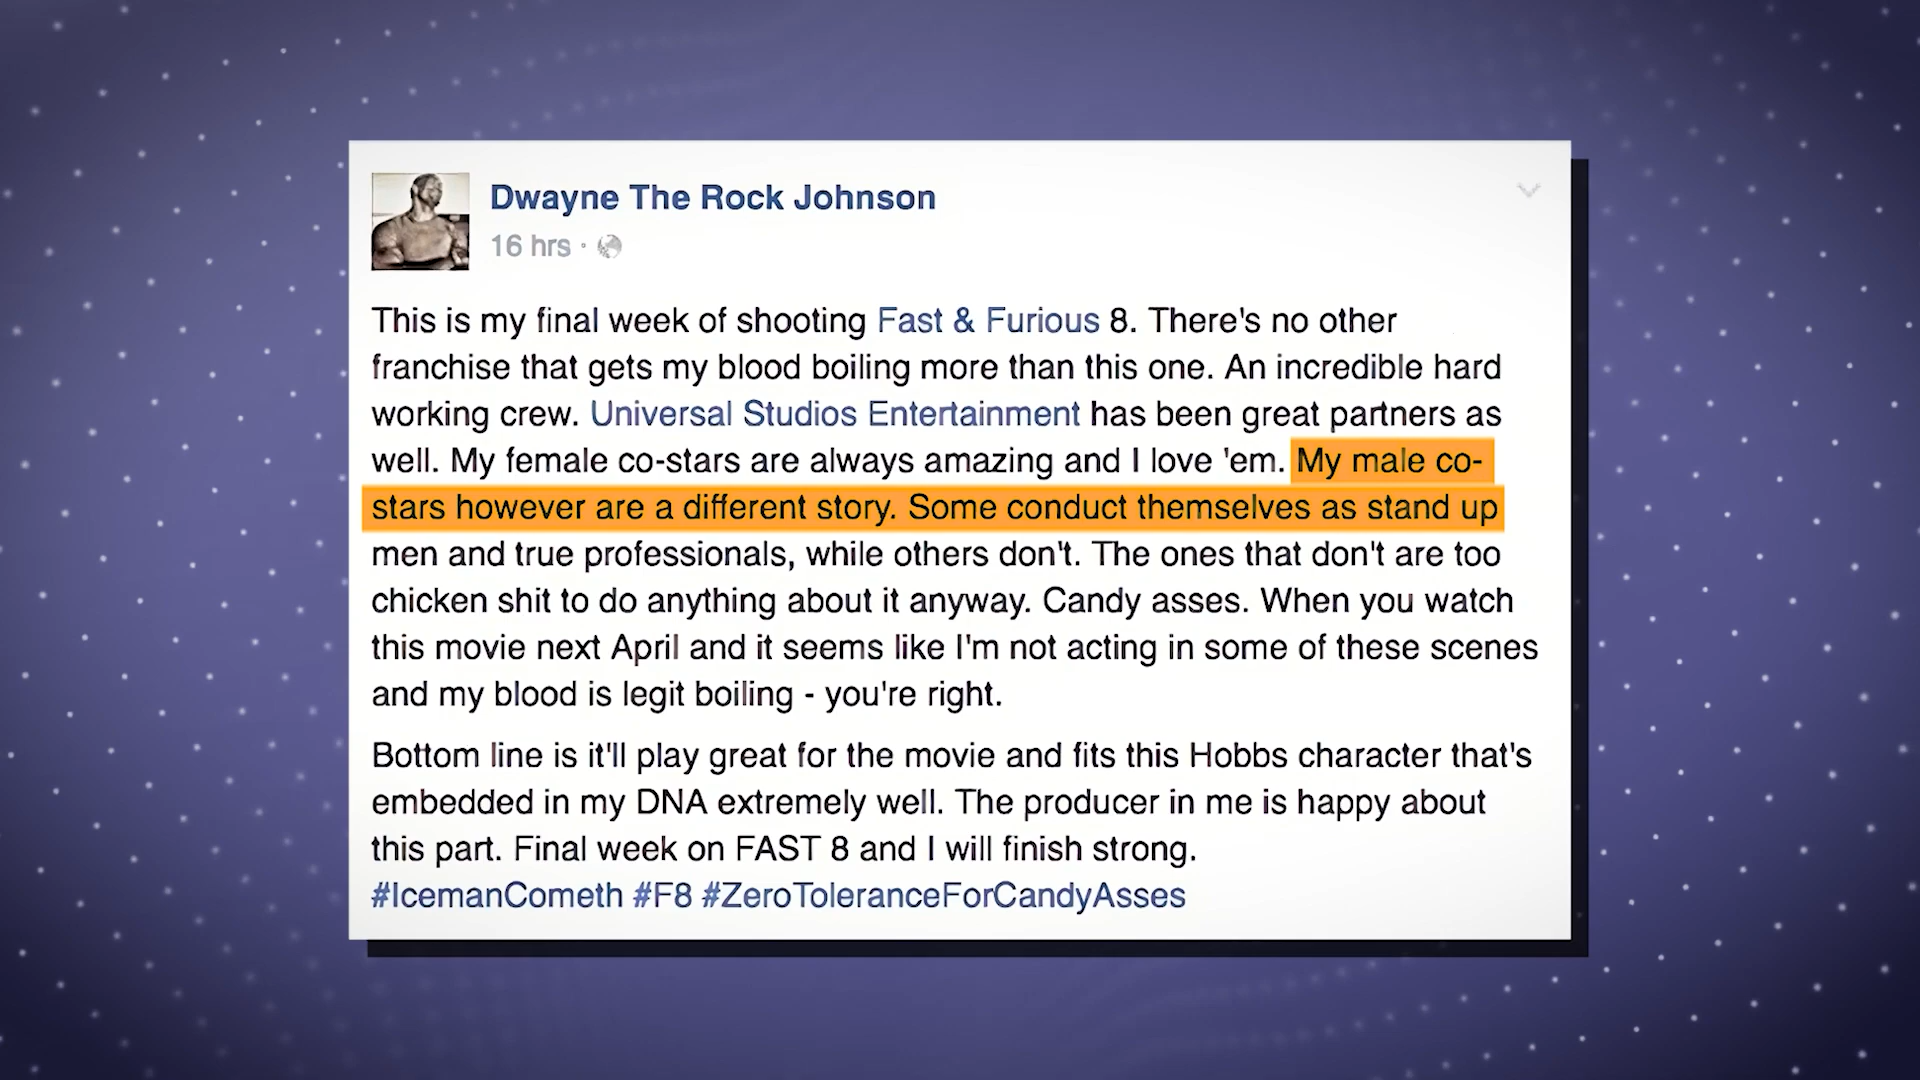 Dwayne The Rock Johnson
16 hrs ·
This is my final week of shooting Fast & Furious 8. There's no other
franchise that gets my blood boiling more than this one. An incredible hard
working crew. Universal Studios Entertainment has been great partners as
well. My female co-stars are always amazing and I love 'em. My male co-
stars however are a different story. Some conduct themselves as stand up
men and true professionals, while others don't. The ones that don't are too
chicken shit to do anything about it anyway. Candy asses. When you watch
this movie next April and it seems like I'm not acting in some of these scenes
and my blood is legit boiling - you're right.
Bottom line is it'll play great for the movie and fits this Hobbs character that's
embedded in my DNA extremely well. The producer in me is happy about
this part. Final week on FAST 8 and I will finish strong.
#IcemanCometh #F8 #ZeroToleranceForCandyAsses